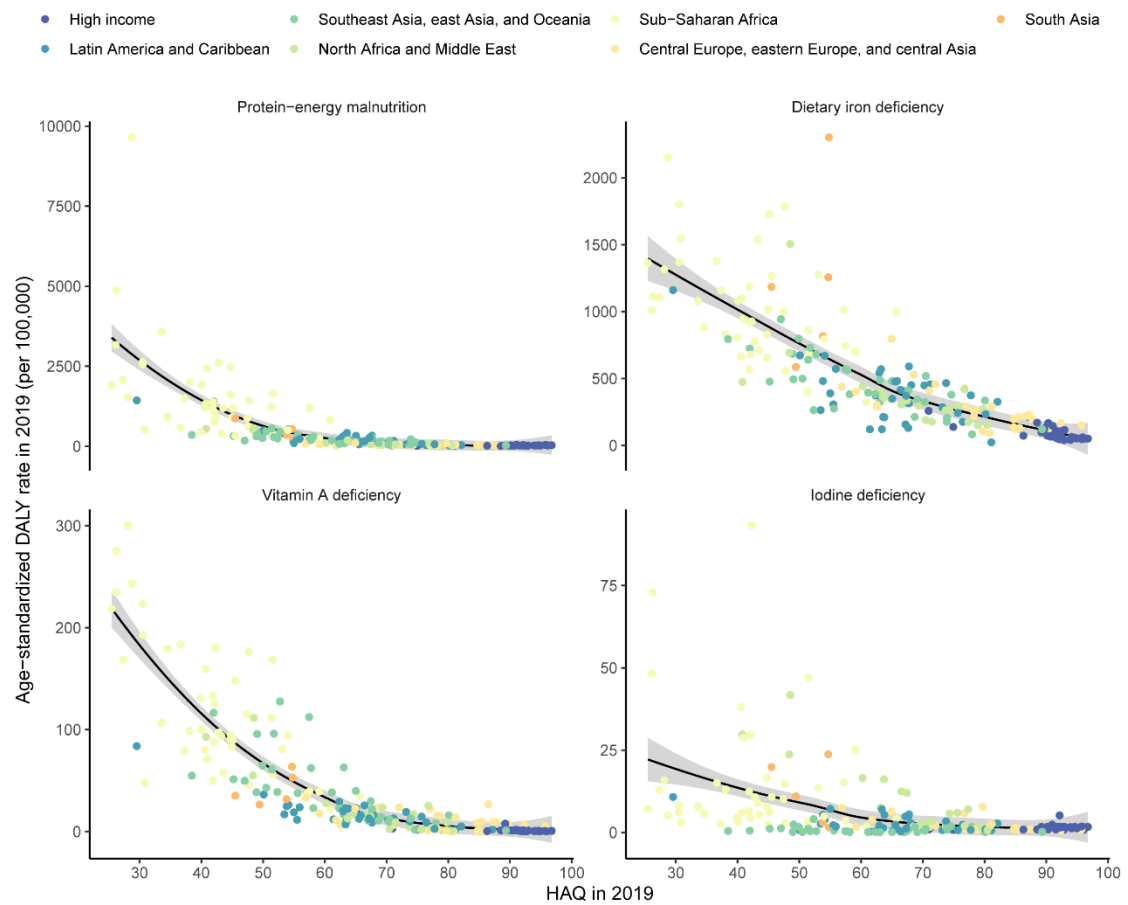 High income
Southeast Asia, east Asia, and Oceania
Sub−Saharan Africa
South Asia
Latin America and Caribbean
North Africa and Middle East
Central Europe, eastern Europe, and central Asia
Protein−energy malnutrition
Dietary iron deficiency
10000
7500
5000
2500
0
2000
1500
1000
500
0
Vitamin A deficiency
Iodine deficiency
300
200
100
0
75
50
25
0
30 40 50 60 70 80 90 100
30 40 50 60 70 80 90 100
Age−standardized DALY rate in 2019 (per 100,000)
HAQ in 2019